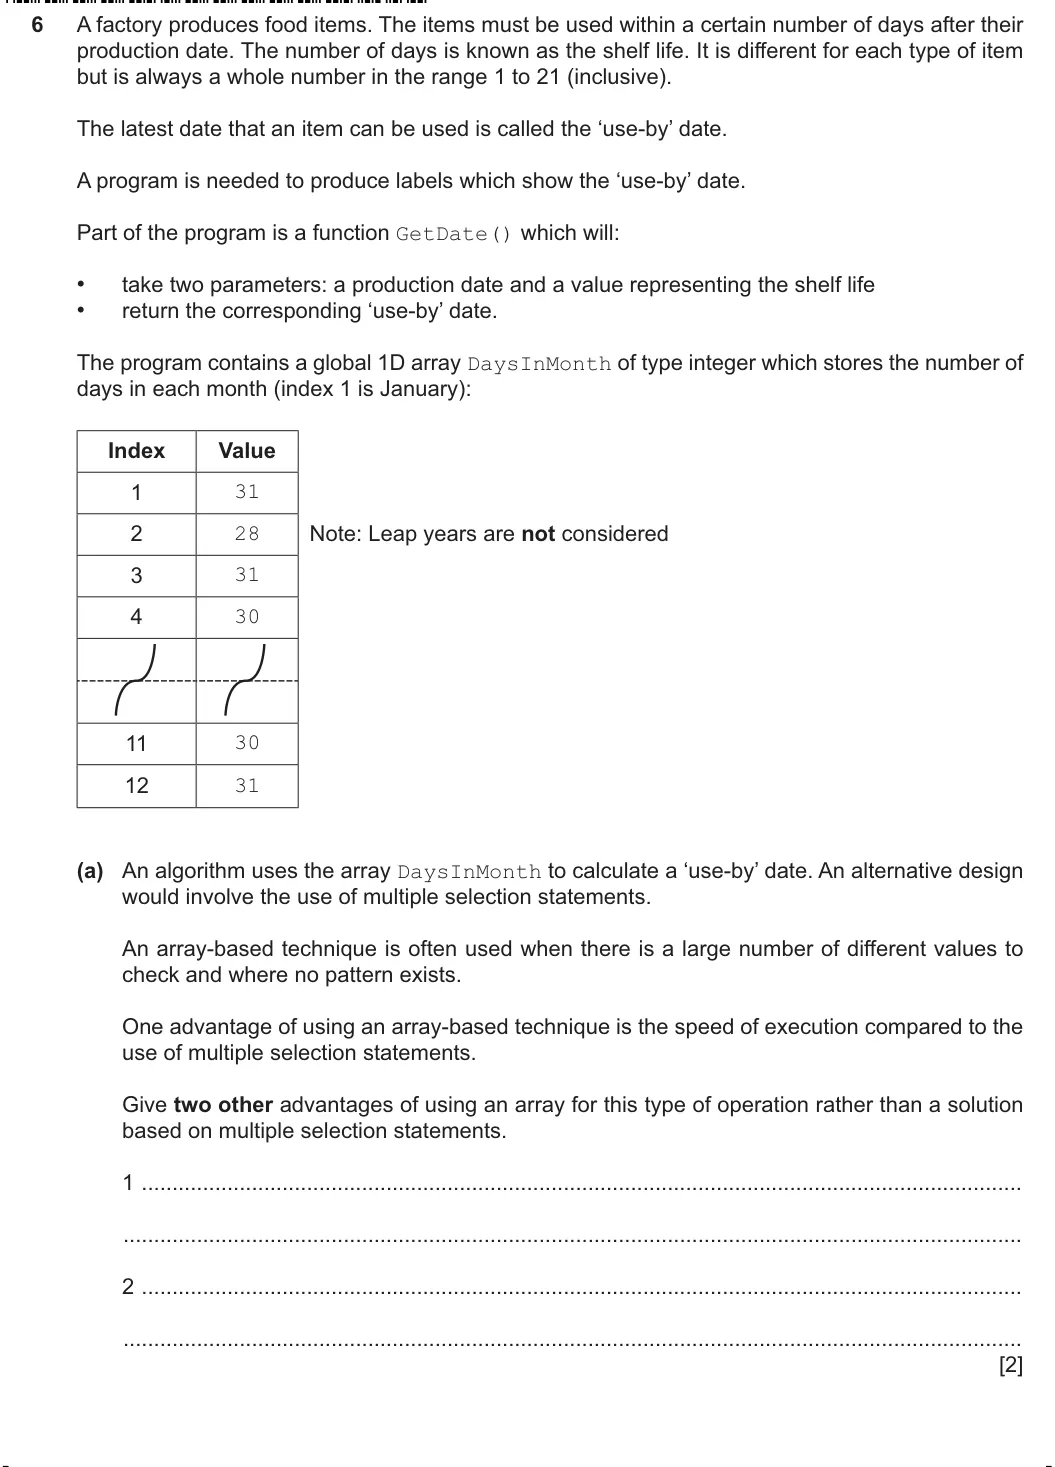 6 A factory produces food items. The items must be used within a certain number of days after their
production date. The number of days is known as the shelf life. It is different for each type of item
but is always a whole number in the range 1 to 21 (inclusive).
The latest date that an item can be used is called the ‘use-by’ date.
A program is needed to produce labels which show the ‘use-by’ date.
Part of the program is a function GetDate() which will:
• take two parameters: a production date and a value representing the shelf life
• return the corresponding ‘use-by’ date.
The program contains a global 1D array DaysInMonth of type integer which stores the number of
days in each month (index 1 is January):
Index Value
1 31
2 28 Note: Leap years are not considered
3 31
4 30
11 30
12 31
(a) An algorithm uses the array DaysInMonth to calculate a ‘use-by’ date. An alternative design
would involve the use of multiple selection statements.
An array-based technique is often used when there is a large number of different values to
check and where no pattern exists.
One advantage of using an array-based technique is the speed of execution compared to the
use of multiple selection statements.
Give two other advantages of using an array for this type of operation rather than a solution
based on multiple selection statements.
1
2
[2]